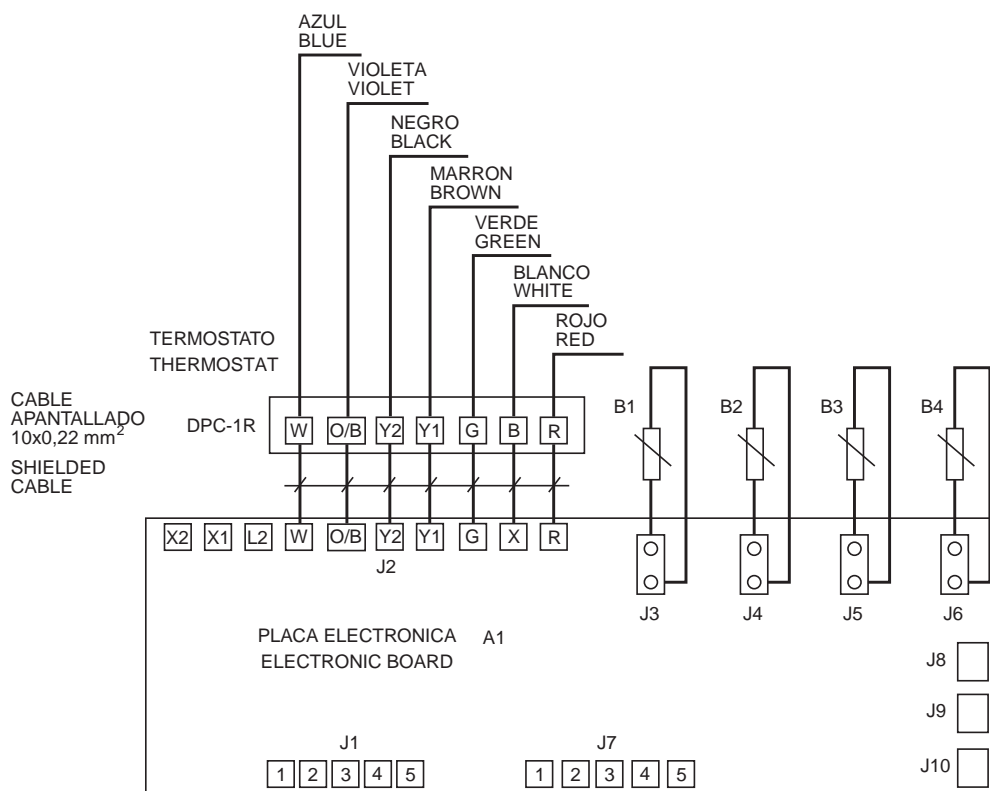 AZUL
BLUE
VIOLETA
VIOLET
NEGRO
BLACK
MARRON
BROWN
VERDE
GREEN
BLANCO
WHITE
ROJO
RED
TERMOSTATO
THERMOSTAT
CABLE
APANTALLADO
10x0,22 mm²
SHIELDED
CABLE
DPC-1R
W O/B Y2 Y1 G B R
B1 B2 B3 B4
X2 X1 L2 W O/B Y2 Y1 G X R
J2
J3 J4 J5 J6
PLACA ELECTRONICA A1
ELECTRONIC BOARD
J8
J9
J10
J1
1 2 3 4 5
J7
1 2 3 4 5